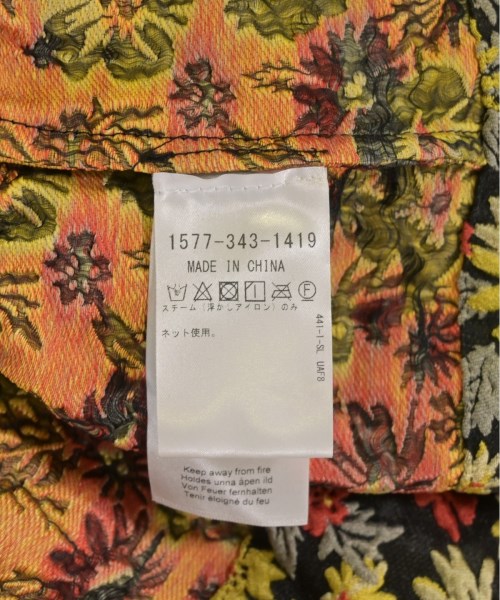 1577-343-1419
MADE IN CHINA
スチーム(浮かしアイロン)のみ
ネット使用。
441-1-SL UAF8
Keep away from fire
Holdes unna åpen ild
Von Feuer fernhalten
Tenir éloigné du feu